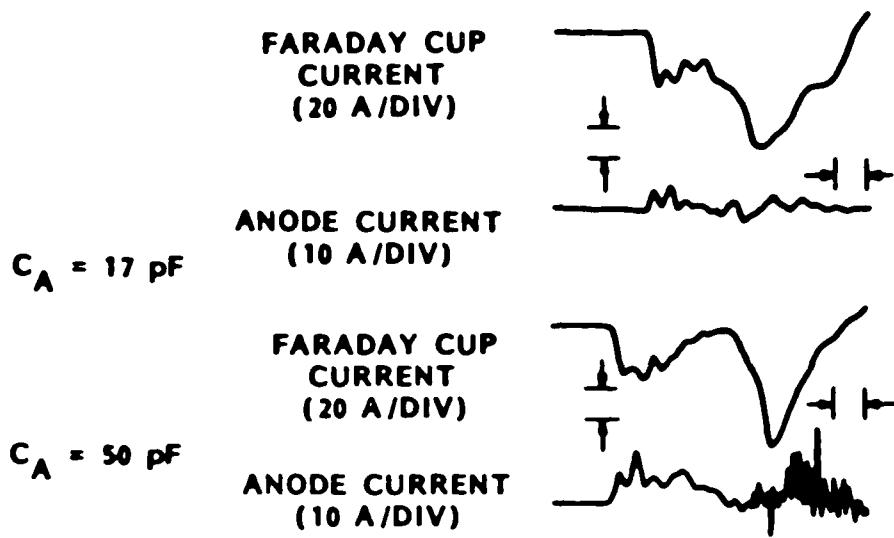 FARADAY CUP
CURRENT
(20 A/DIV)
ANODE CURRENT
(10 A/DIV)
C_A = 17 pF
FARADAY CUP
CURRENT
(20 A/DIV)
C_A = 50 pF
ANODE CURRENT
(10 A/DIV)